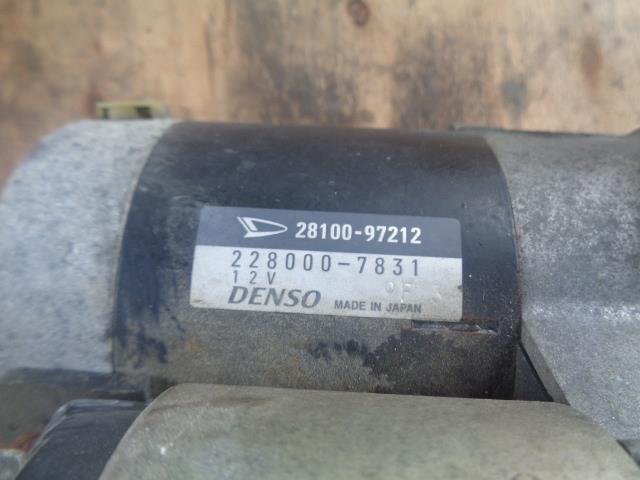 28100-97212
228000-7831
12V
DENSO MADE IN JAPAN